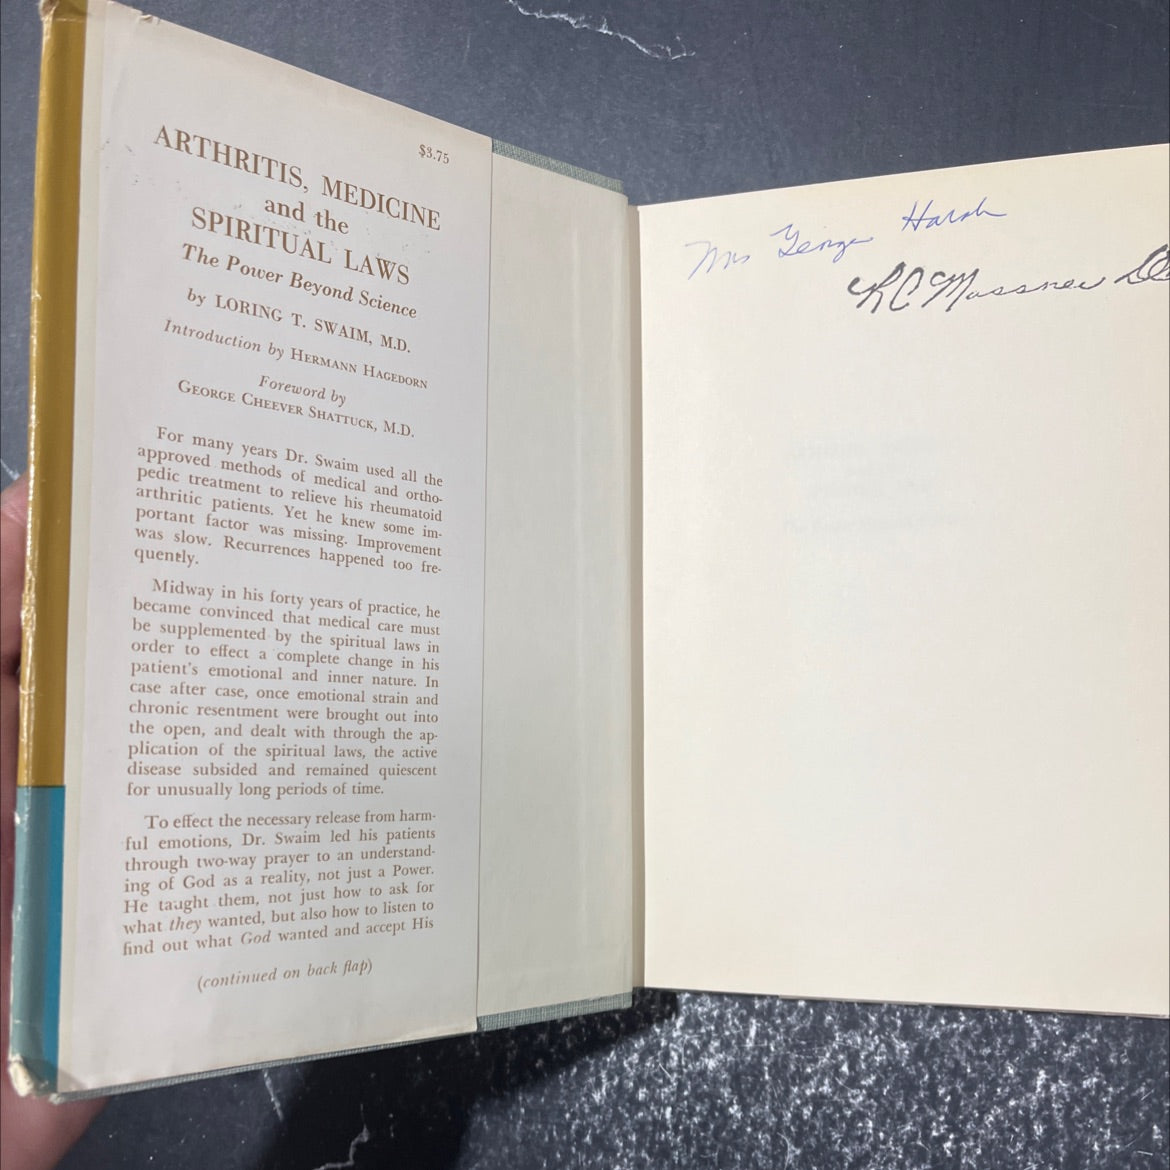 $3.75
ARTHRITIS, MEDICINE
and the
SPIRITUAL LAWS
The Power Beyond Science
by LORING T. SWAIM, M.D.
Introduction by HERMANN HAGEDORN
Foreword by
GEORGE CHEEVER SHATTUCK, M.D.
For many years Dr. Swaim used all the
approved methods of medical and ortho-
pedic treatment to relieve his rheumatoid
arthritic patients. Yet he knew some im-
portant factor was missing. Improvement
was slow. Recurrences happened too fre-
quently.
Midway in his forty years of practice, he
became convinced that medical care must
be supplemented by the spiritual laws in
order to effect a complete change in his
patient's emotional and inner nature. In
case after case, once emotional strain and
chronic resentment were brought out into
the open, and dealt with through the ap-
plication of the spiritual laws, the active
disease subsided and remained quiescent
for unusually long periods of time.
To effect the necessary release from harm-
ful emotions, Dr. Swaim led his patients
through two-way prayer to an understand-
ing of God as a reality, not just a Power.
He taught them, not just how to ask for
what they wanted, but also how to listen to
find out what God wanted and accept His
(continued on back flap)
Mrs George Harsh
RC